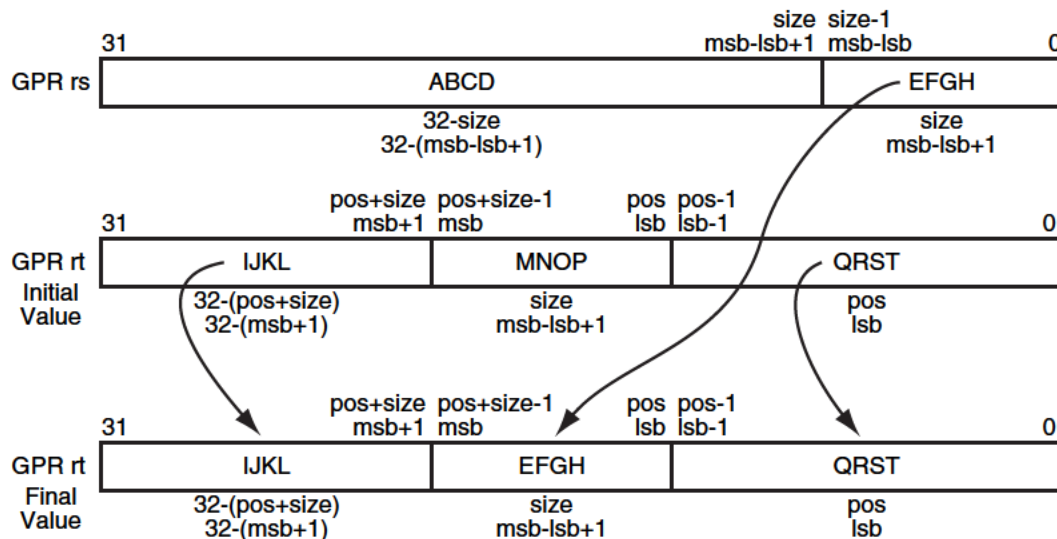 size size-1
31 msb-lsb+1 msb-lsb 0
GPR rs ABCD EFGH
32-size size
32-(msb-lsb+1) msb-lsb+1
pos+size pos+size-1 pos pos-1
31 msb+1 msb lsb lsb-1 0
GPR rt IJKL MNOP QRST
Initial 32-(pos+size) size pos
Value 32-(msb+1) msb-lsb+1 lsb
pos+size pos+size-1 pos pos-1
31 msb+1 msb lsb lsb-1 0
GPR rt IJKL EFGH QRST
Final 32-(pos+size) size pos
Value 32-(msb+1) msb-lsb+1 lsb